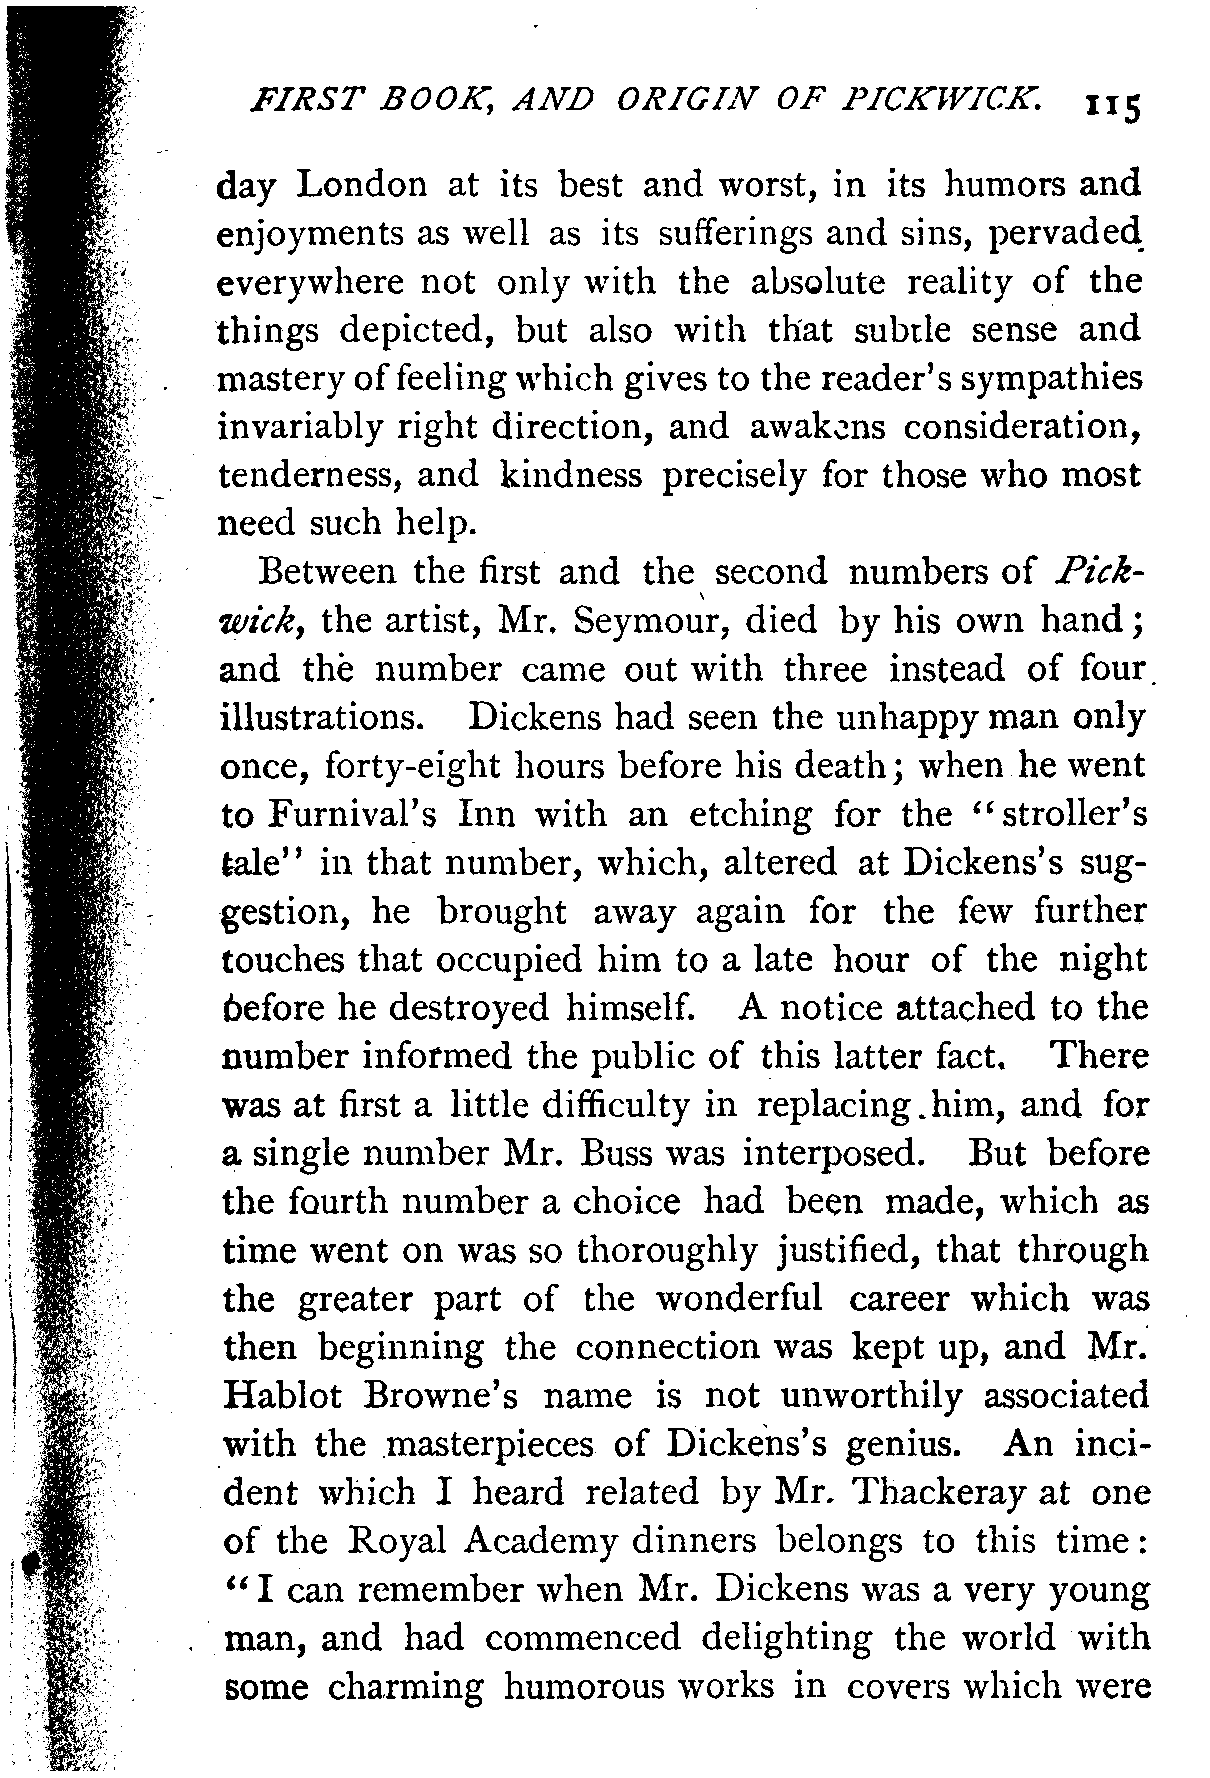 FIRST BOOK, AND ORIGIN OF PICKWICK. 115
day London at its best and worst, in its humors and
enjoyments as well as its sufferings and sins, pervaded
everywhere not only with the absolute reality of the
things depicted, but also with that subtle sense and
mastery of feeling which gives to the reader's sympathies
invariably right direction, and awakens consideration,
tenderness, and kindness precisely for those who most
need such help.
Between the first and the second numbers of Pick-
wick, the artist, Mr. Seymour, died by his own hand;
and the number came out with three instead of four
illustrations. Dickens had seen the unhappy man only
once, forty-eight hours before his death; when he went
to Furnival's Inn with an etching for the "stroller's
tale" in that number, which, altered at Dickens's sug-
gestion, he brought away again for the few further
touches that occupied him to a late hour of the night
before he destroyed himself. A notice attached to the
number informed the public of this latter fact. There
was at first a little difficulty in replacing him, and for
a single number Mr. Buss was interposed. But before
the fourth number a choice had been made, which as
time went on was so thoroughly justified, that through
the greater part of the wonderful career which was
then beginning the connection was kept up, and Mr.
Hablot Browne's name is not unworthily associated
with the masterpieces of Dickens's genius. An inci-
dent which I heard related by Mr. Thackeray at one
of the Royal Academy dinners belongs to this time:
"I can remember when Mr. Dickens was a very young
man, and had commenced delighting the world with
some charming humorous works in covers which were